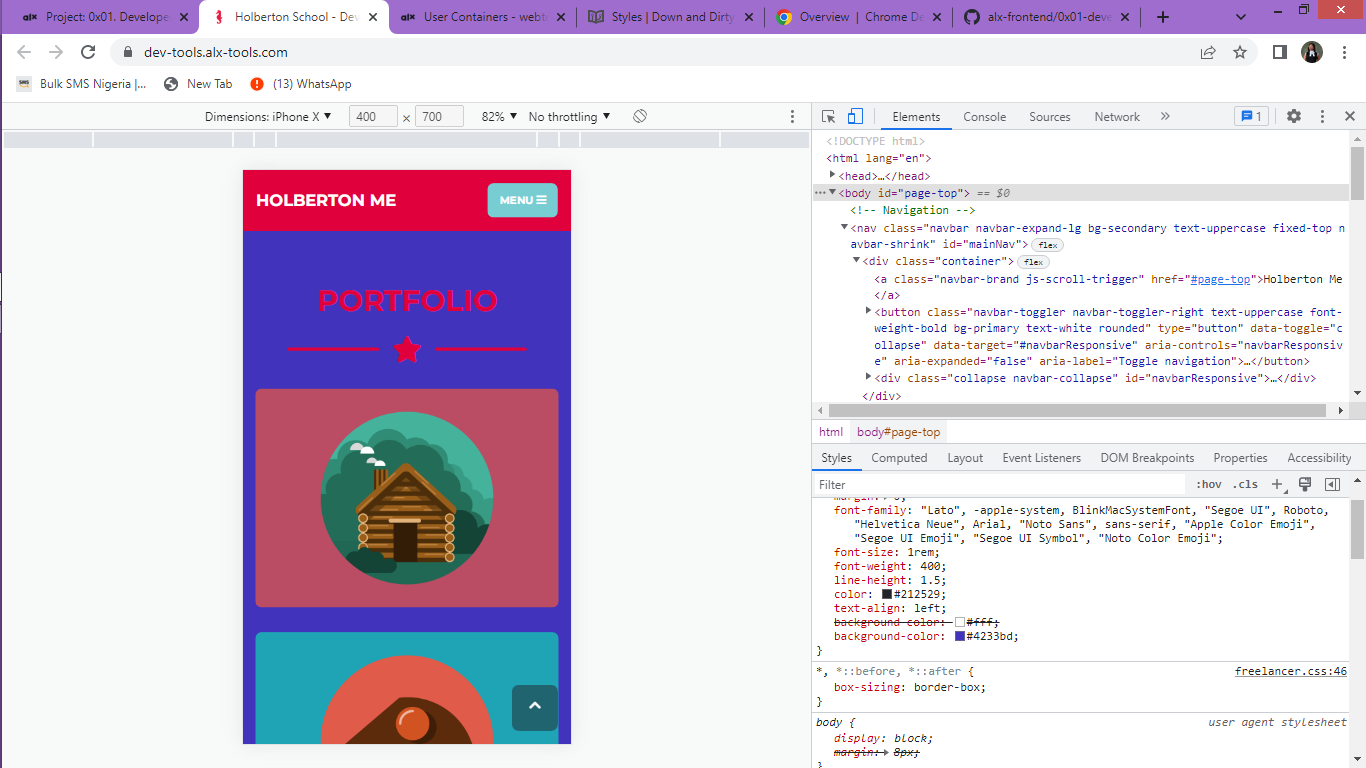 Project: 0x01. Develope
Holberton School - Dev
User Containers - webt
Styles | Down and Dirty
Overview | Chrome De
alx-frontend/0x01-deve
dev-tools.alx-tools.com
Bulk SMS Nigeria |...
New Tab
(13) WhatsApp
Dimensions: iPhone X
400
×
700
82%
No throttling
Elements
Console
Sources
Network
»
1
HOLBERTON ME
MENU
PORTFOLIO
<!DOCTYPE html>
<html lang="en">
<head>…</head>
<body id="page-top"> == $0
<!-- Navigation -->
<nav class="navbar navbar-expand-lg bg-secondary text-uppercase fixed-top n
avbar-shrink" id="mainNav"> flex
<div class="container"> flex
<a class="navbar-brand js-scroll-trigger" href="#page-top">Holberton Me
</a>
<button class="navbar-toggler navbar-toggler-right text-uppercase font-
weight-bold bg-primary text-white rounded" type="button" data-toggle="c
ollapse" data-target="#navbarResponsive" aria-controls="navbarResponsiv
e" aria-expanded="false" aria-label="Toggle navigation">…</button>
<div class="collapse navbar-collapse" id="navbarResponsive">…</div>
</div>
html
body#page-top
Styles
Computed
Layout
Event Listeners
DOM Breakpoints
Properties
Accessibility
Filter
:hov
.cls
font-family: "Lato", -apple-system, BlinkMacSystemFont, "Segoe UI", Roboto,
"Helvetica Neue", Arial, "Noto Sans", sans-serif, "Apple Color Emoji",
"Segoe UI Emoji", "Segoe UI Symbol", "Noto Color Emoji";
font-size: 1rem;
font-weight: 400;
line-height: 1.5;
color: #212529;
text-align: left;
background-color: #fff;
background-color: #4233bd;
}
*, *::before, *::after {
freelancer.css:46
box-sizing: border-box;
}
body {
user agent stylesheet
display: block;
margin: 8px;